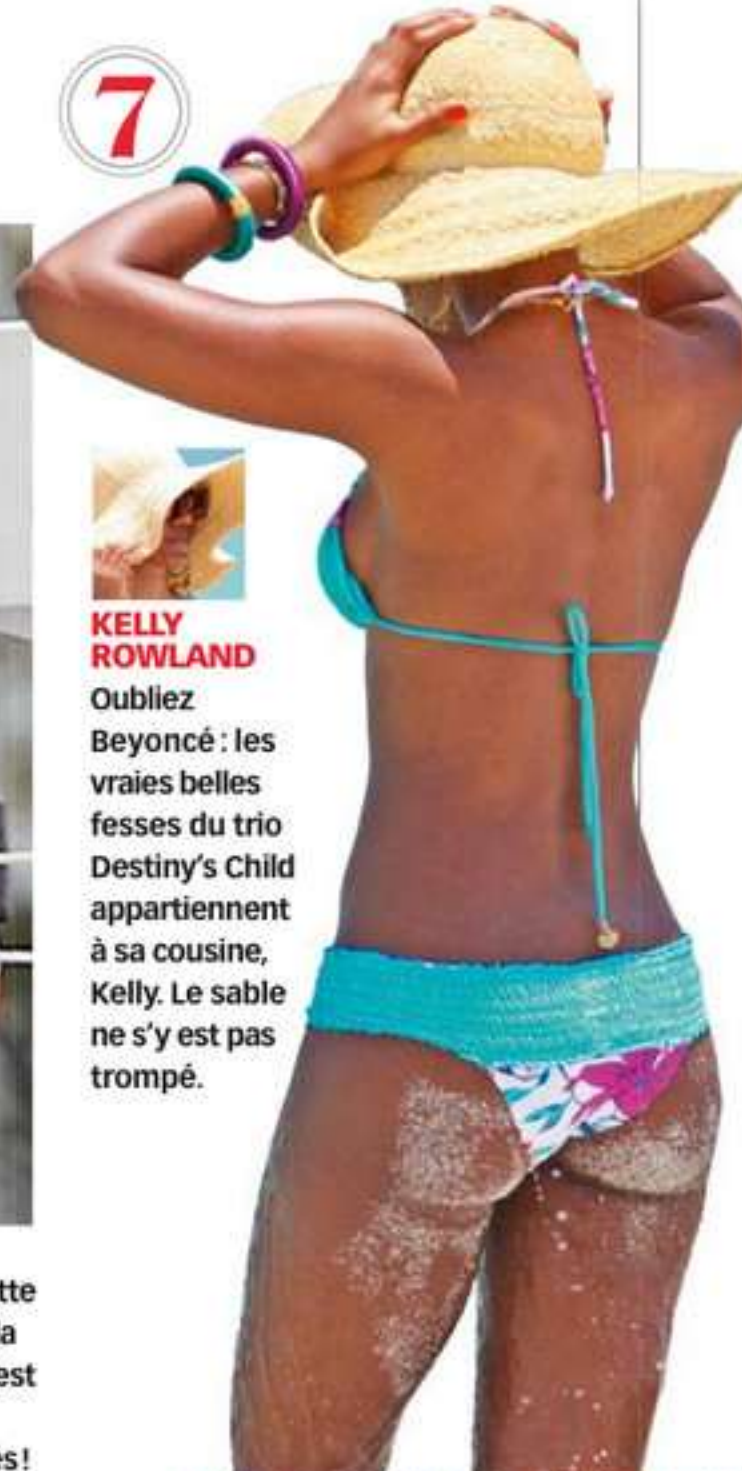 7
KELLY
ROWLAND
Oubliez
Beyoncé : les
vraies belles
fesses du trio
Destiny's Child
appartiennent
à sa cousine,
Kelly. Le sable
ne s'y est pas
trompé.